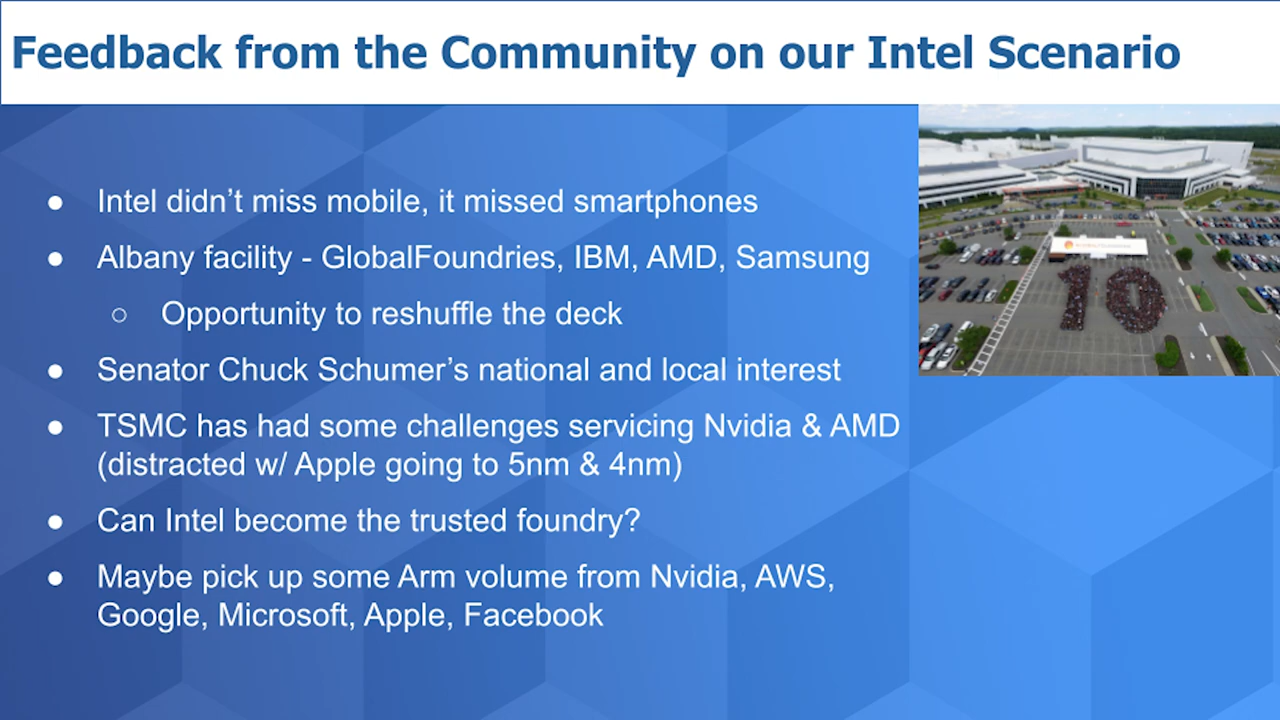 Feedback from the Community on our Intel Scenario
● Intel didn’t miss mobile, it missed smartphones
● Albany facility - GlobalFoundries, IBM, AMD, Samsung
○ Opportunity to reshuffle the deck
● Senator Chuck Schumer’s national and local interest
● TSMC has had some challenges servicing Nvidia & AMD
(distracted w/ Apple going to 5nm & 4nm)
● Can Intel become the trusted foundry?
● Maybe pick up some Arm volume from Nvidia, AWS,
Google, Microsoft, Apple, Facebook
10